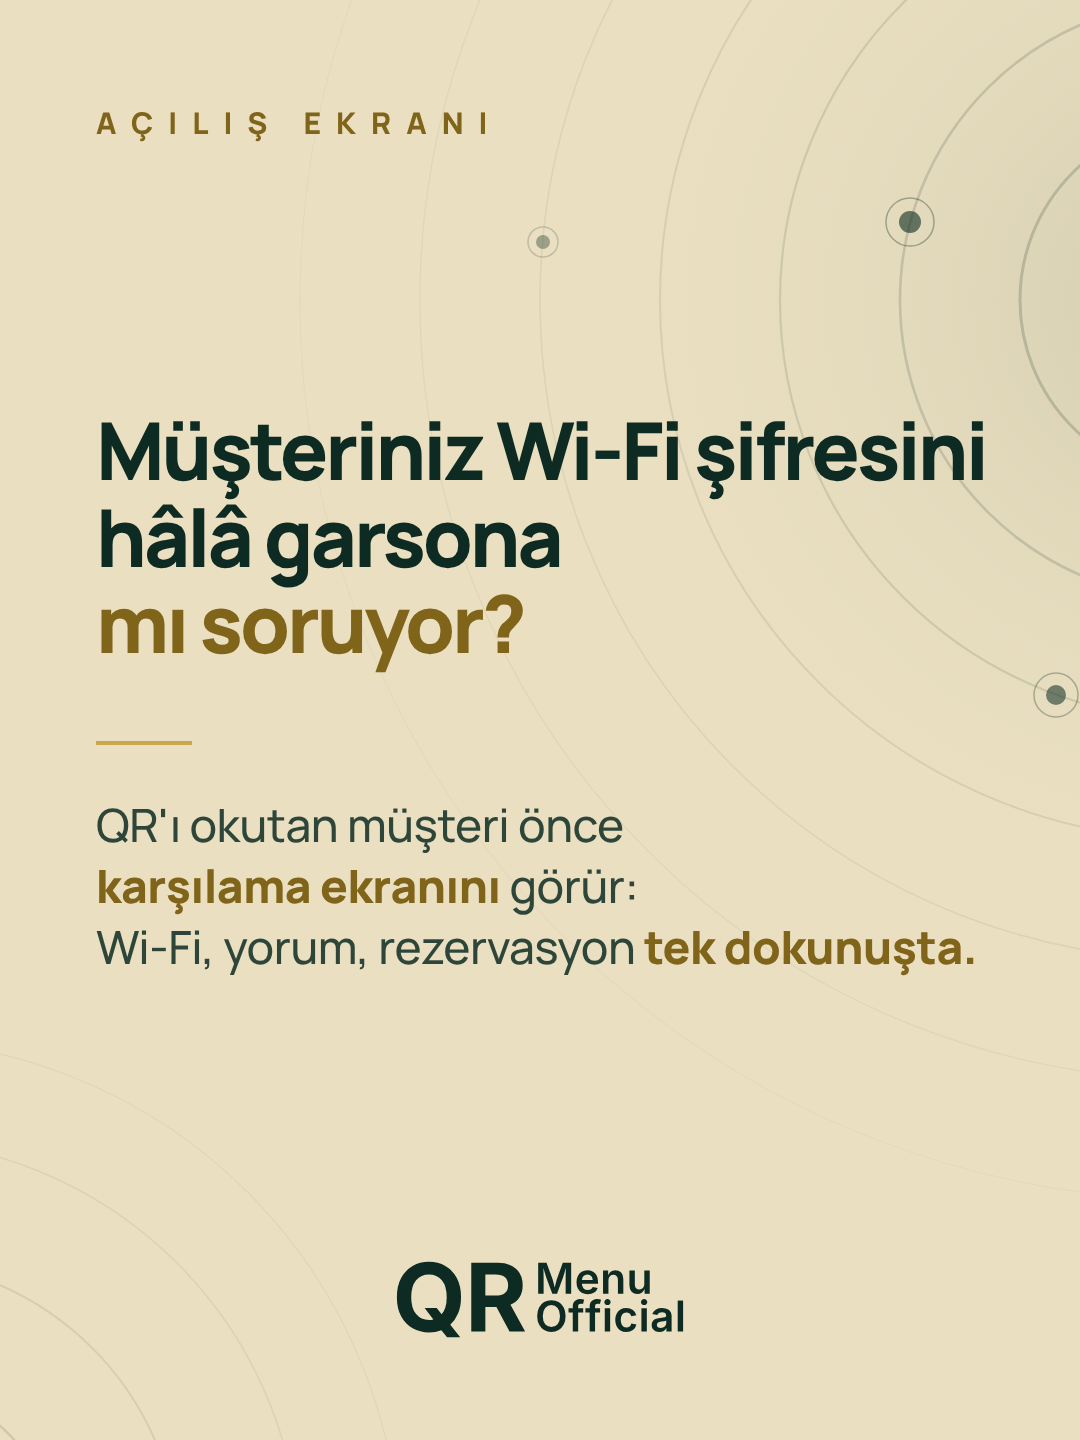 AÇILIŞ EKRANI
Müşteriniz Wi-Fi şifresini
hâlâ garsona
mı soruyor?
QR'ı okutan müşteri önce
karşılama ekranını görür:
Wi-Fi, yorum, rezervasyon tek dokunuşta.
QR Menu
Official